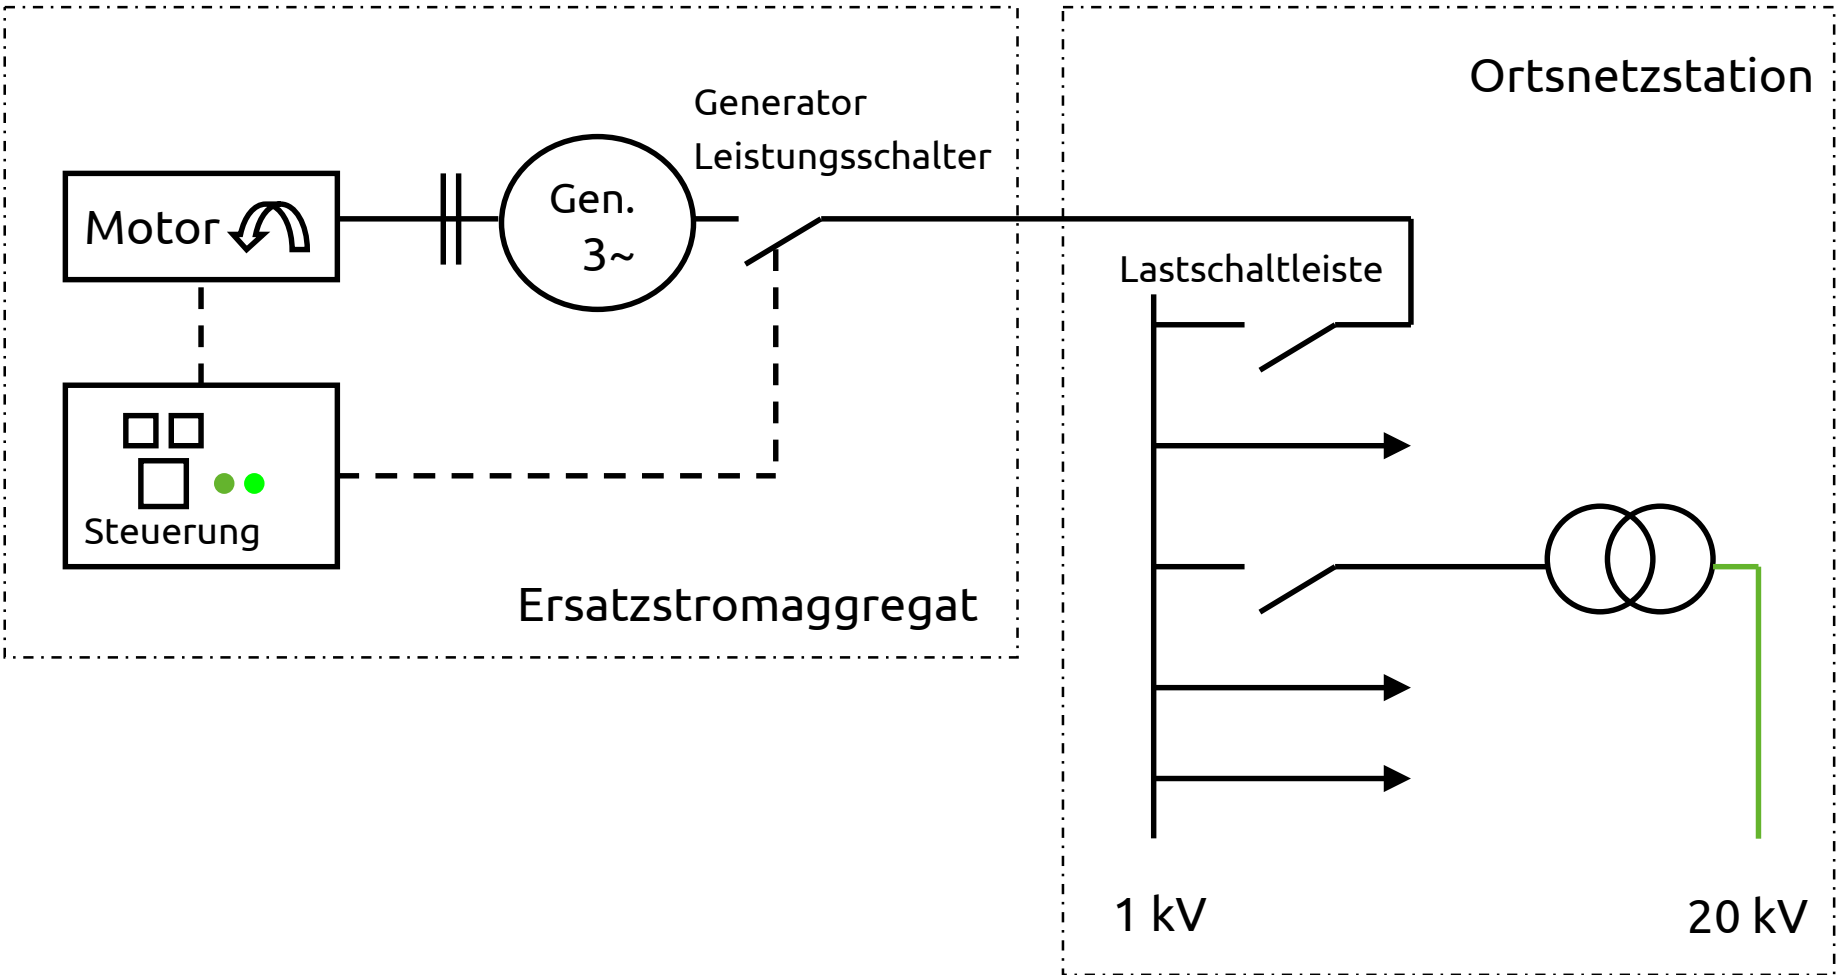 Ortsnetzstation
Generator
Leistungsschalter
Motor
Gen.
3~
Lastschaltleiste
Steuerung
Ersatzstromaggregat
1 kV
20 kV